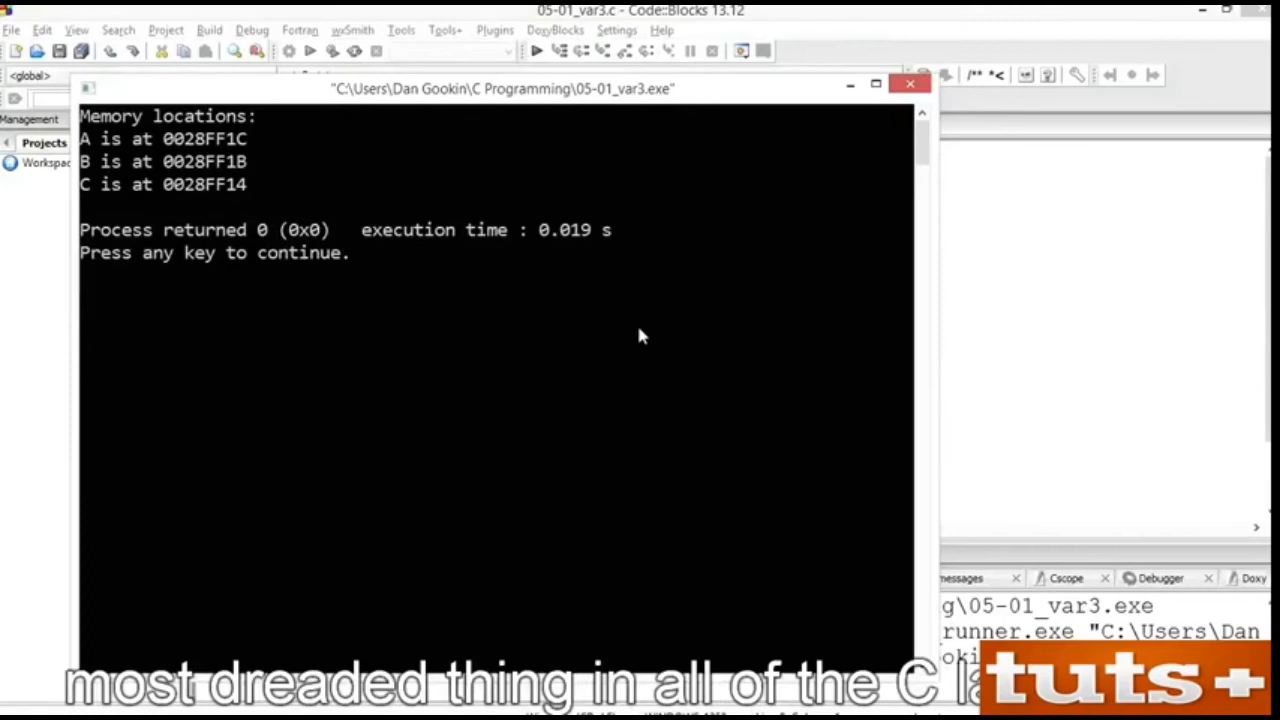 05-01_var3.c - Code::Blocks 13.12
File Edit View Search Project Build Debug Fortran wxSmith Tools Tools+ Plugins DoxyBlocks Settings Help
<global>
/** *<
"C:\Users\Dan Gookin\C Programming\05-01_var3.exe"
Management
Projects
Workspac
Memory locations:
A is at 0028FF1C
B is at 0028FF1B
C is at 0028FF14
Process returned 0 (0x0) execution time : 0.019 s
Press any key to continue.
messages Cscope Debugger Doxy
g\05-01_var3.exe
runner.exe "C:\Users\Dan
ooki
most dreaded thing in all of the C la
tuts+